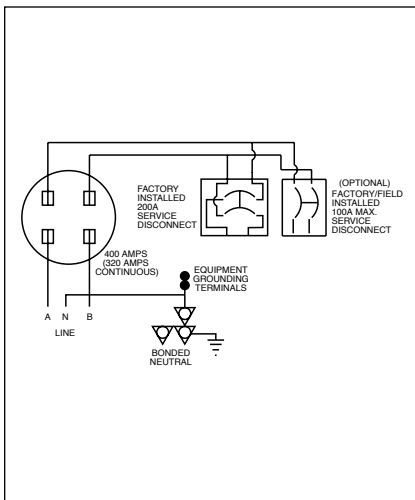 FACTORY
INSTALLED
200A
SERVICE
DISCONNECT
(OPTIONAL)
FACTORY/FIELD
INSTALLED
100A MAX.
SERVICE
DISCONNECT
400 AMPS
(320 AMPS
CONTINUOUS)
EQUIPMENT
GROUNDING
TERMINALS
A N B
LINE
BONDED
NEUTRAL